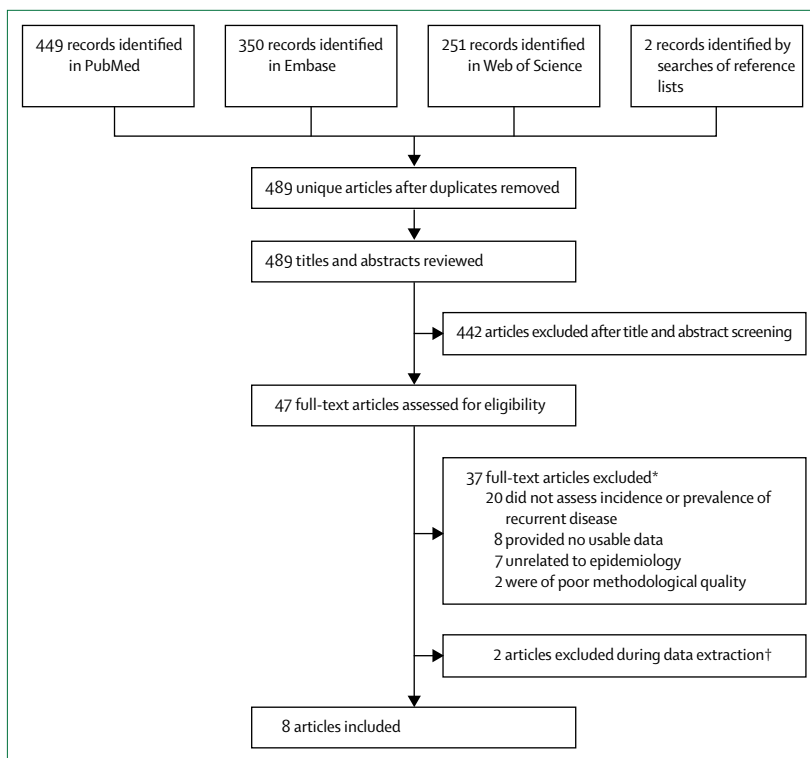 449 records identified
in PubMed
350 records identified
in Embase
251 records identified
in Web of Science
2 records identified by
searches of reference
lists
489 unique articles after duplicates removed
489 titles and abstracts reviewed
442 articles excluded after title and abstract screening
47 full-text articles assessed for eligibility
37 full-text articles excluded*
20 did not assess incidence or prevalence of
recurrent disease
8 provided no usable data
7 unrelated to epidemiology
2 were of poor methodological quality
2 articles excluded during data extraction†
8 articles included